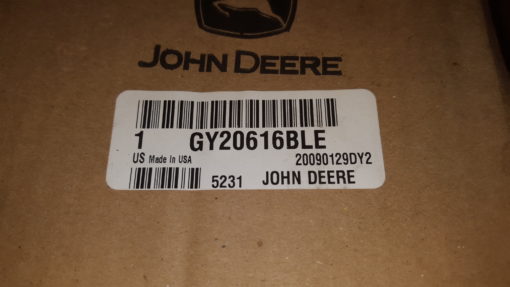 JOHN DEERE
1 GY20616BLE
US Made In USA 20090129DY2
5231 JOHN DEERE